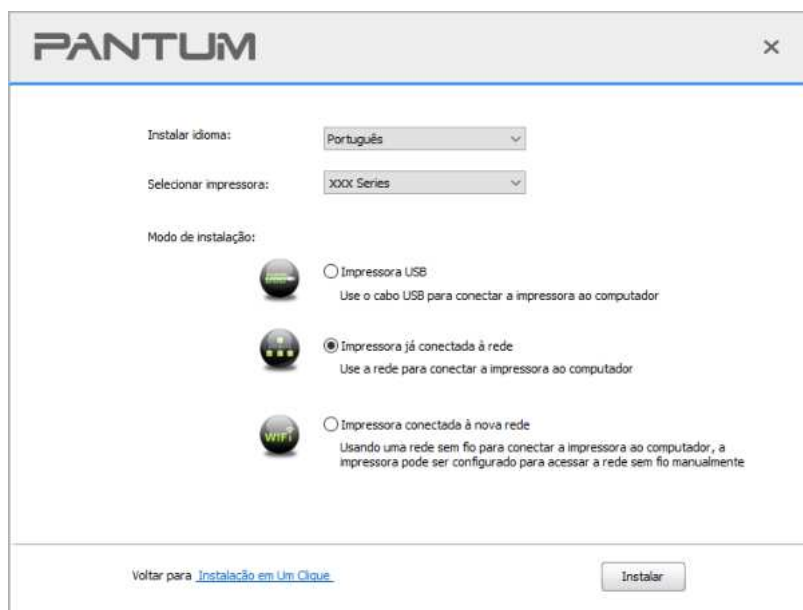 PANTUM
Instalar idioma:
Português
Selecionar impressora:
XXX Series
Modo de instalação:
Impressora USB
Use o cabo USB para conectar a impressora ao computador
Impressora já conectada à rede
Use a rede para conectar a impressora ao computador
WiFi
Impressora conectada à nova rede
Usando uma rede sem fio para conectar a impressora ao computador, a
impressora pode ser configurado para acessar a rede sem fio manualmente
Voltar para Instalação em Um Clique
Instalar